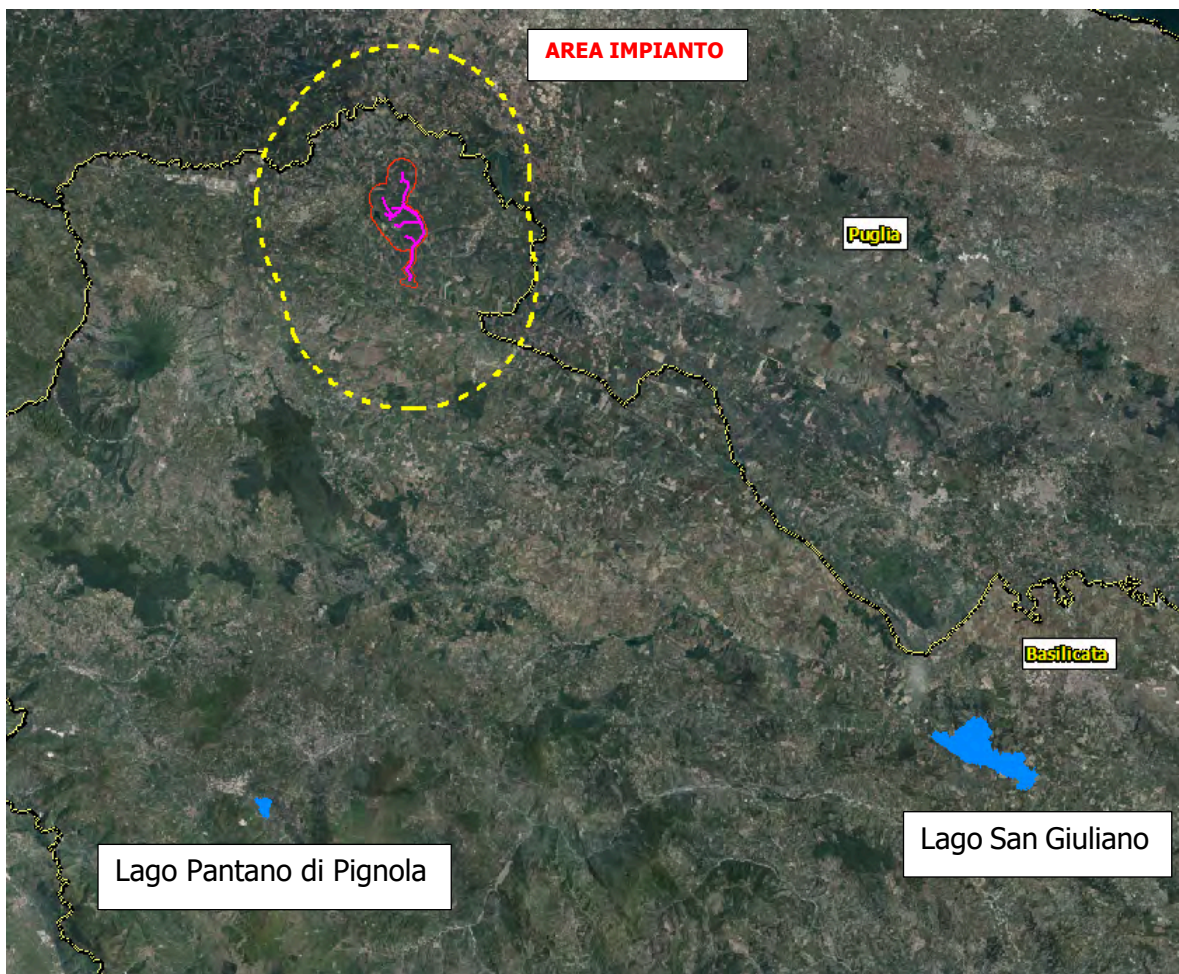 AREA IMPIANTO
Puglia
Basilicata
Lago San Giuliano
Lago Pantano di Pignola